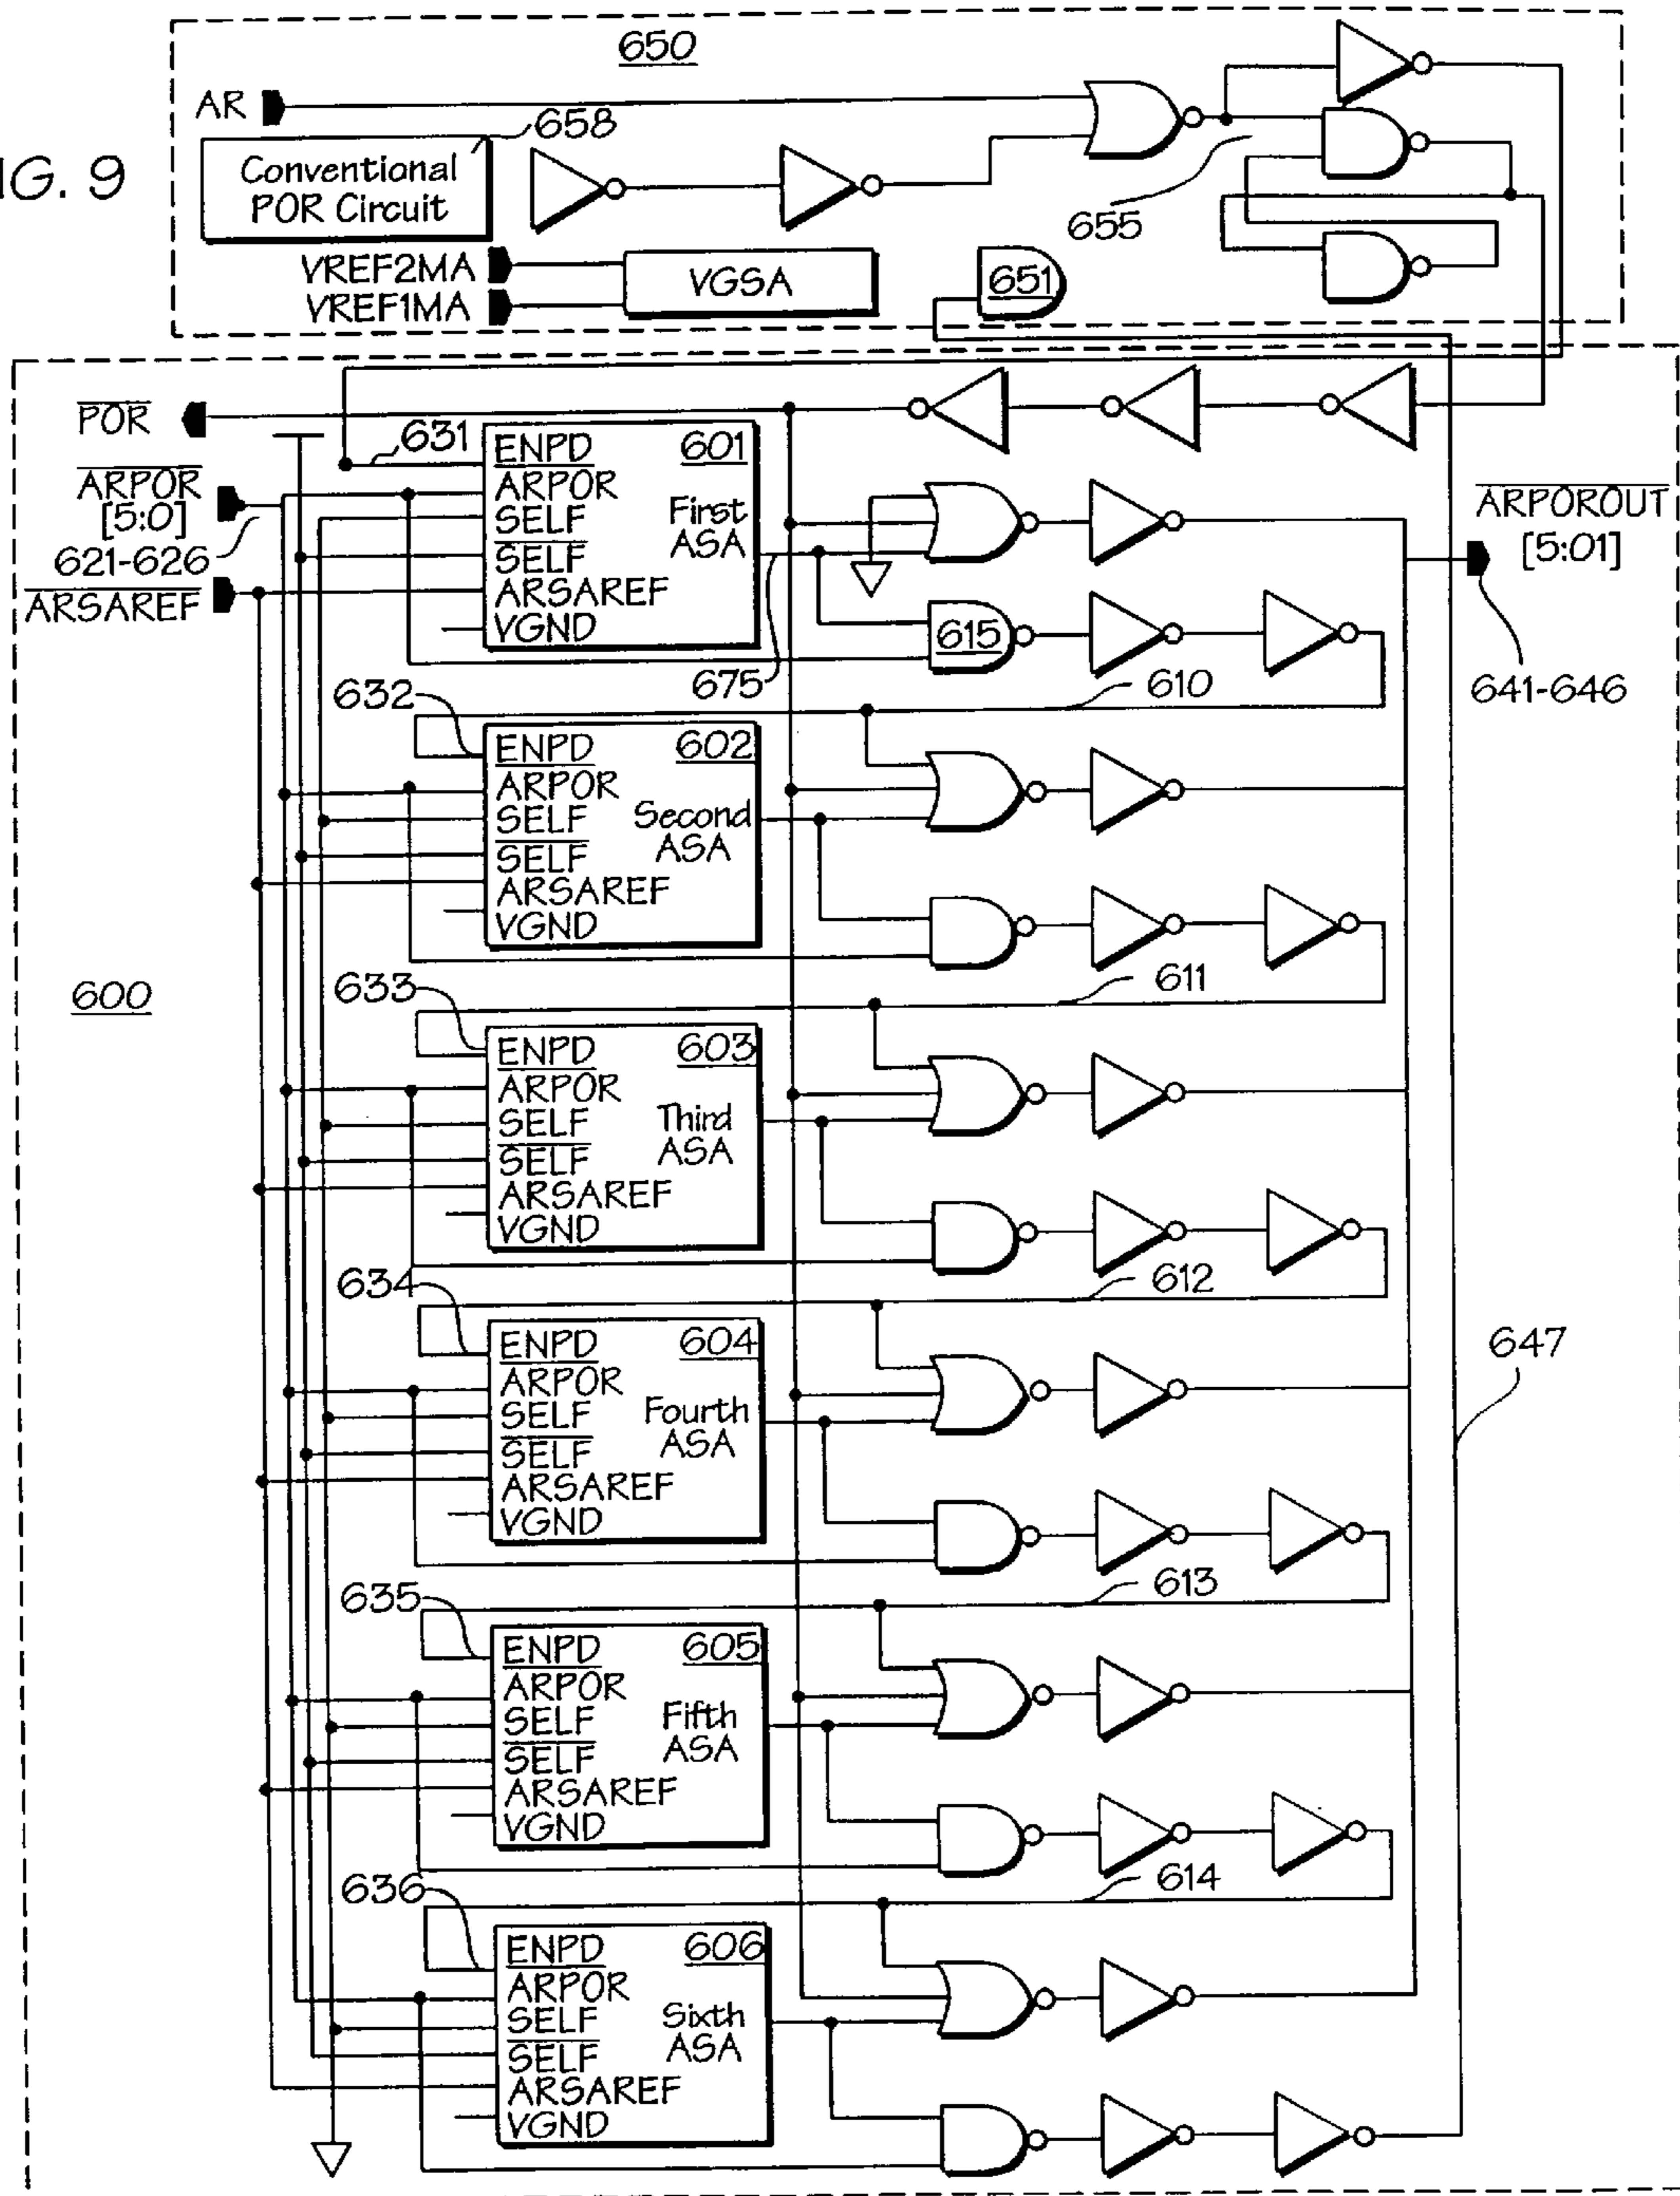 650
AR
658
Conventional
POR Circuit
IG. 9
655
VREF2MA
VREF1MA
VGSA
651
POR
631
ENPD
601
ARPOR
[5:0]
621-626
ARSAREF
ARPOR
SELF
SELF
ARSAREF
VGND
First
ASA
ARPOROUT
[5:01]
615
675
610
641-646
632
ENPD
602
ARPOR
SELF
Second
ASA
SELF
ARSAREF
VGND
611
600
633
ENPD
603
ARPOR
SELF
Third
ASA
SELF
ARSAREF
VGND
612
634
ENPD
604
647
ARPOR
SELF
Fourth
ASA
SELF
ARSAREF
VGND
613
635
ENPD
605
ARPOR
SELF
Fifth
ASA
SELF
ARSAREF
VGND
614
636
ENPD
606
ARPOR
SELF
Sixth
ASA
SELF
ARSAREF
VGND